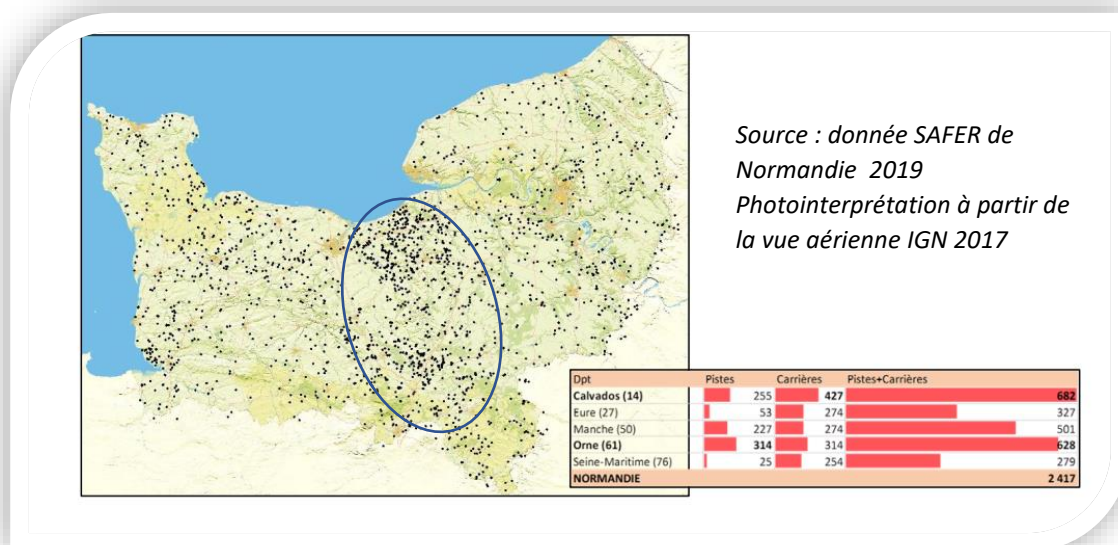 Source : donnée SAFER de
Normandie 2019
Photointerprétation à partir de
la vue aérienne IGN 2017
Dpt Pistes Carrières Pistes+Carrières
Calvados (14) 255 427 682
Eure (27) 53 274 327
Manche (50) 227 274 501
Orne (61) 314 314 628
Seine-Maritime (76) 25 254 279
NORMANDIE 2 417